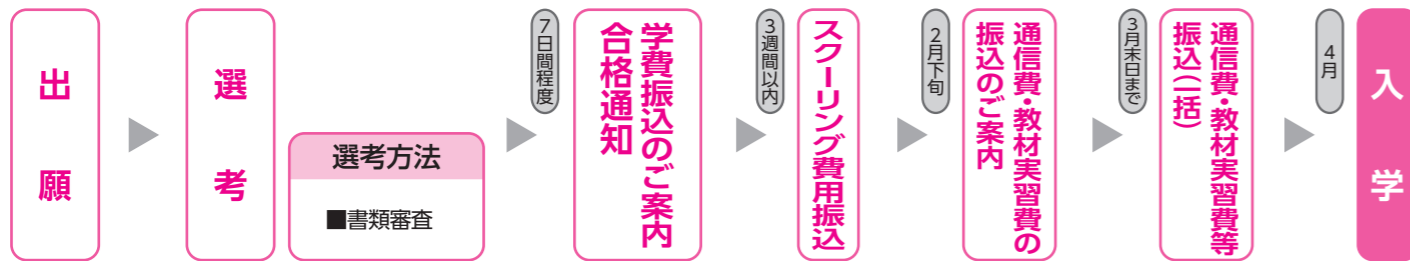 出願
選考
選考方法
■書類審査
7日間程度
学費振込のご案内
合格通知
3週間以内
スクーリング費用振込
2月下旬
通信費・教材実習費の
振込のご案内
3月末日まで
通信費・教材実習費等
振込(一括)
4月
入学